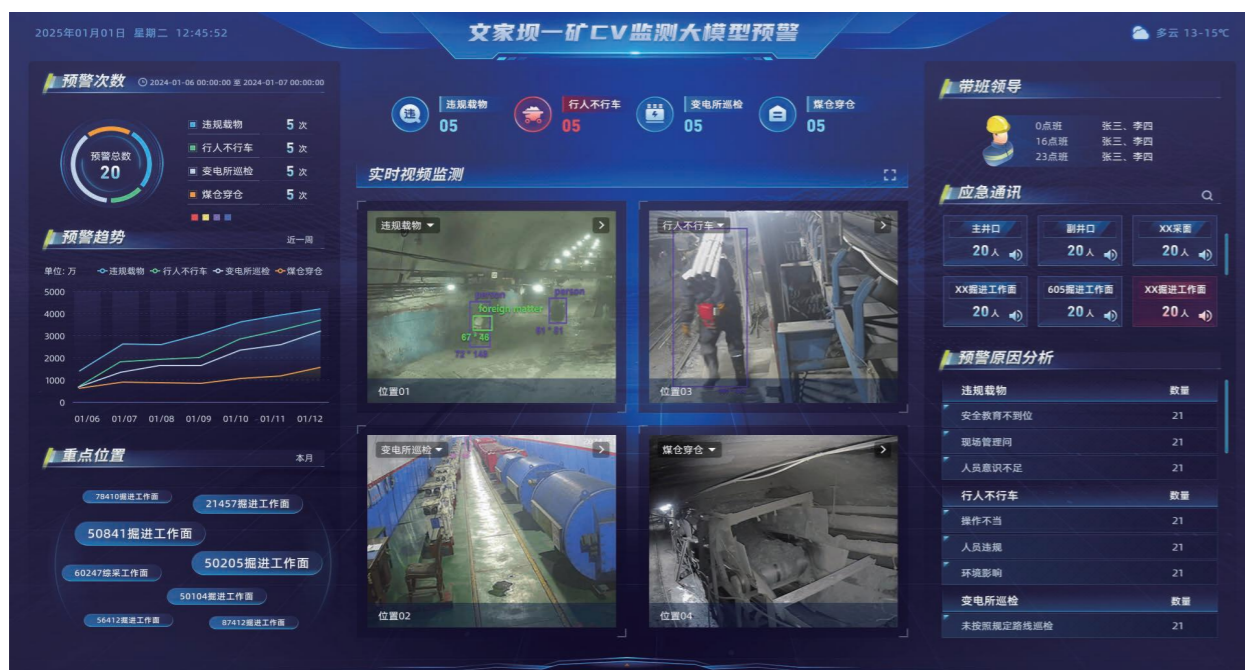 2025年01月01日 星期二 12:45:52
文家坝一矿CV监测大模型预警
多云 13-15℃
预警次数
2024-01-06 00:00:00 至 2024-01-07 00:00:00
预警总数
20
违规载物 5 次
行人不行车 5 次
变电所巡检 5 次
煤仓穿仓 5 次
预警趋势
近一周
单位: 万 违规载物 行人不行车 变电所巡检 煤仓穿仓
5000
4000
3000
2000
1000
0
01/06 01/07 01/08 01/09 01/10 01/11 01/12
重点位置
本月
78410掘进工作面
21457掘进工作面
50841掘进工作面
50205掘进工作面
60247综采工作面
50104掘进工作面
56412掘进工作面
87412掘进工作面
违
违规载物
05
行人不行车
05
变电所巡检
05
煤仓穿仓
05
实时视频监测
违规载物
person
person
foreign matter
67 * 46
51 * 81
73 * 148
位置01
行人不行车
位置03
变电所巡检
位置02
煤仓穿仓
位置04
带班领导
0点班 张三、李四
16点班 张三、李四
23点班 张三、李四
应急通讯
主井口 副井口 XX采面
20人 20人 20人
XX掘进工作面 605掘进工作面 XX掘进工作面
20人 20人 20人
预警原因分析
违规载物 数量
安全教育不到位 21
现场管理问 21
人员意识不足 21
行人不行车 数量
操作不当 21
人员违规 21
环境影响 21
变电所巡检 数量
未按照规定路线巡检 21